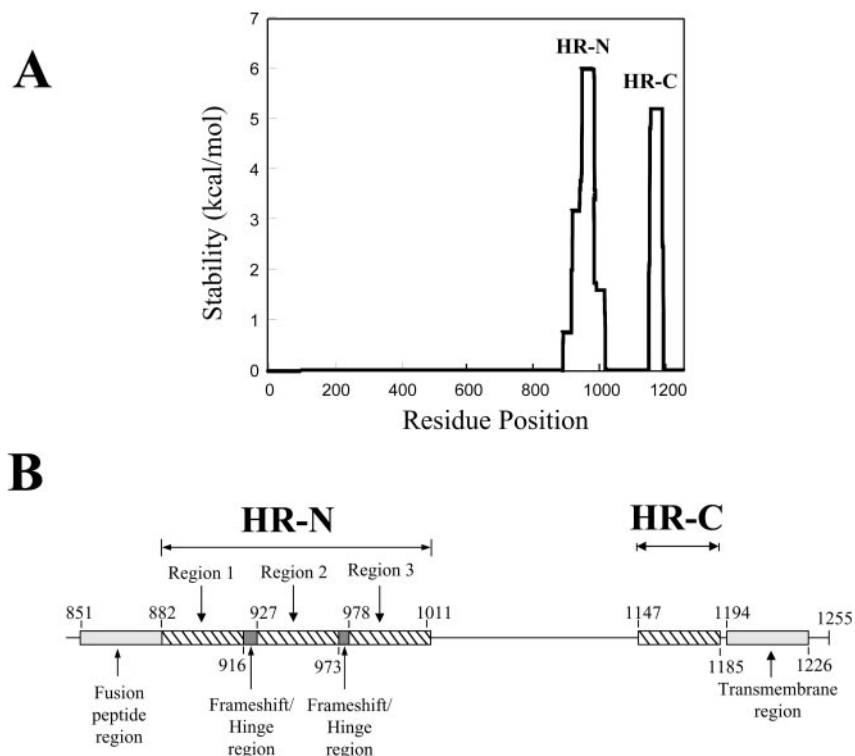 A
7
6
5
4
3
2
1
0
Stability (kcal/mol)
HR-N
HR-C
0 200 400 600 800 1000 1200
Residue Position
B
HR-N
HR-C
Region 1 Region 2 Region 3
851 882 927 978 1011 1147 1194 1255
916 973 1185 1226
Fusion
peptide
region
Frameshift/
Hinge
region
Frameshift/
Hinge
region
Transmembrane
region